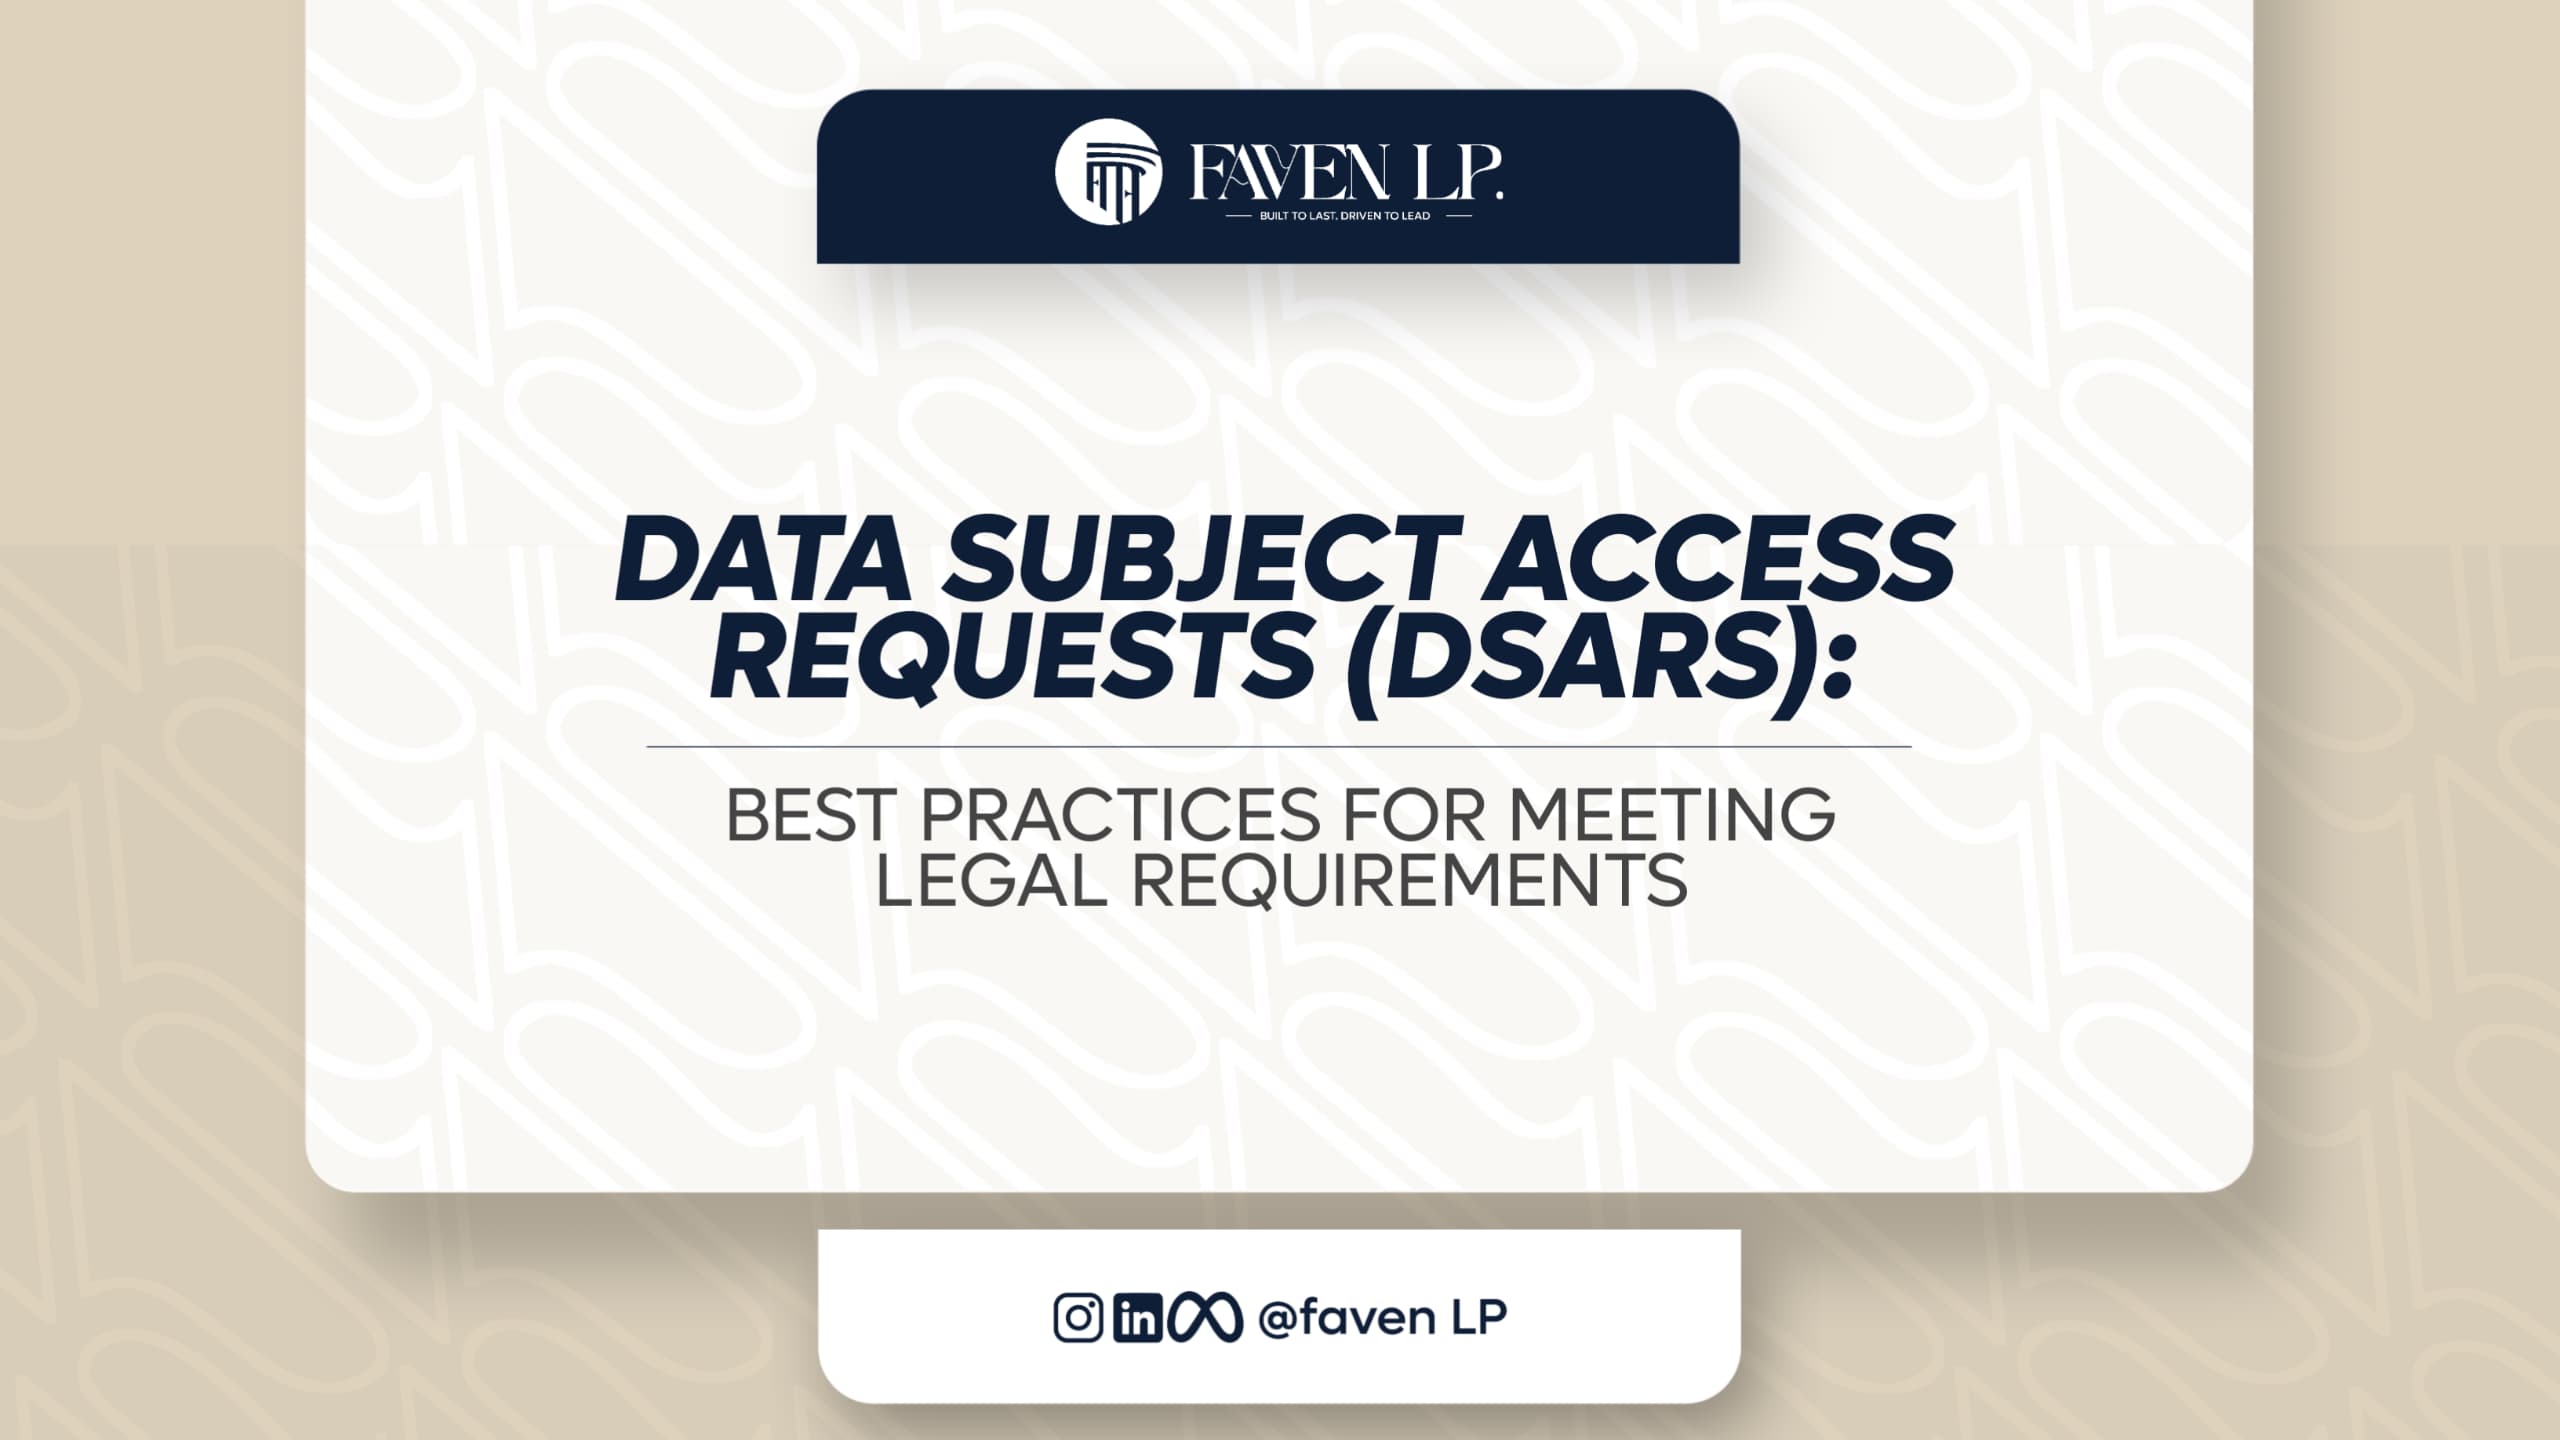 FAVEN LP.
BUILT TO LAST. DRIVEN TO LEAD
DATA SUBJECT ACCESS
REQUESTS (DSARS):
BEST PRACTICES FOR MEETING
LEGAL REQUIREMENTS
@faven LP